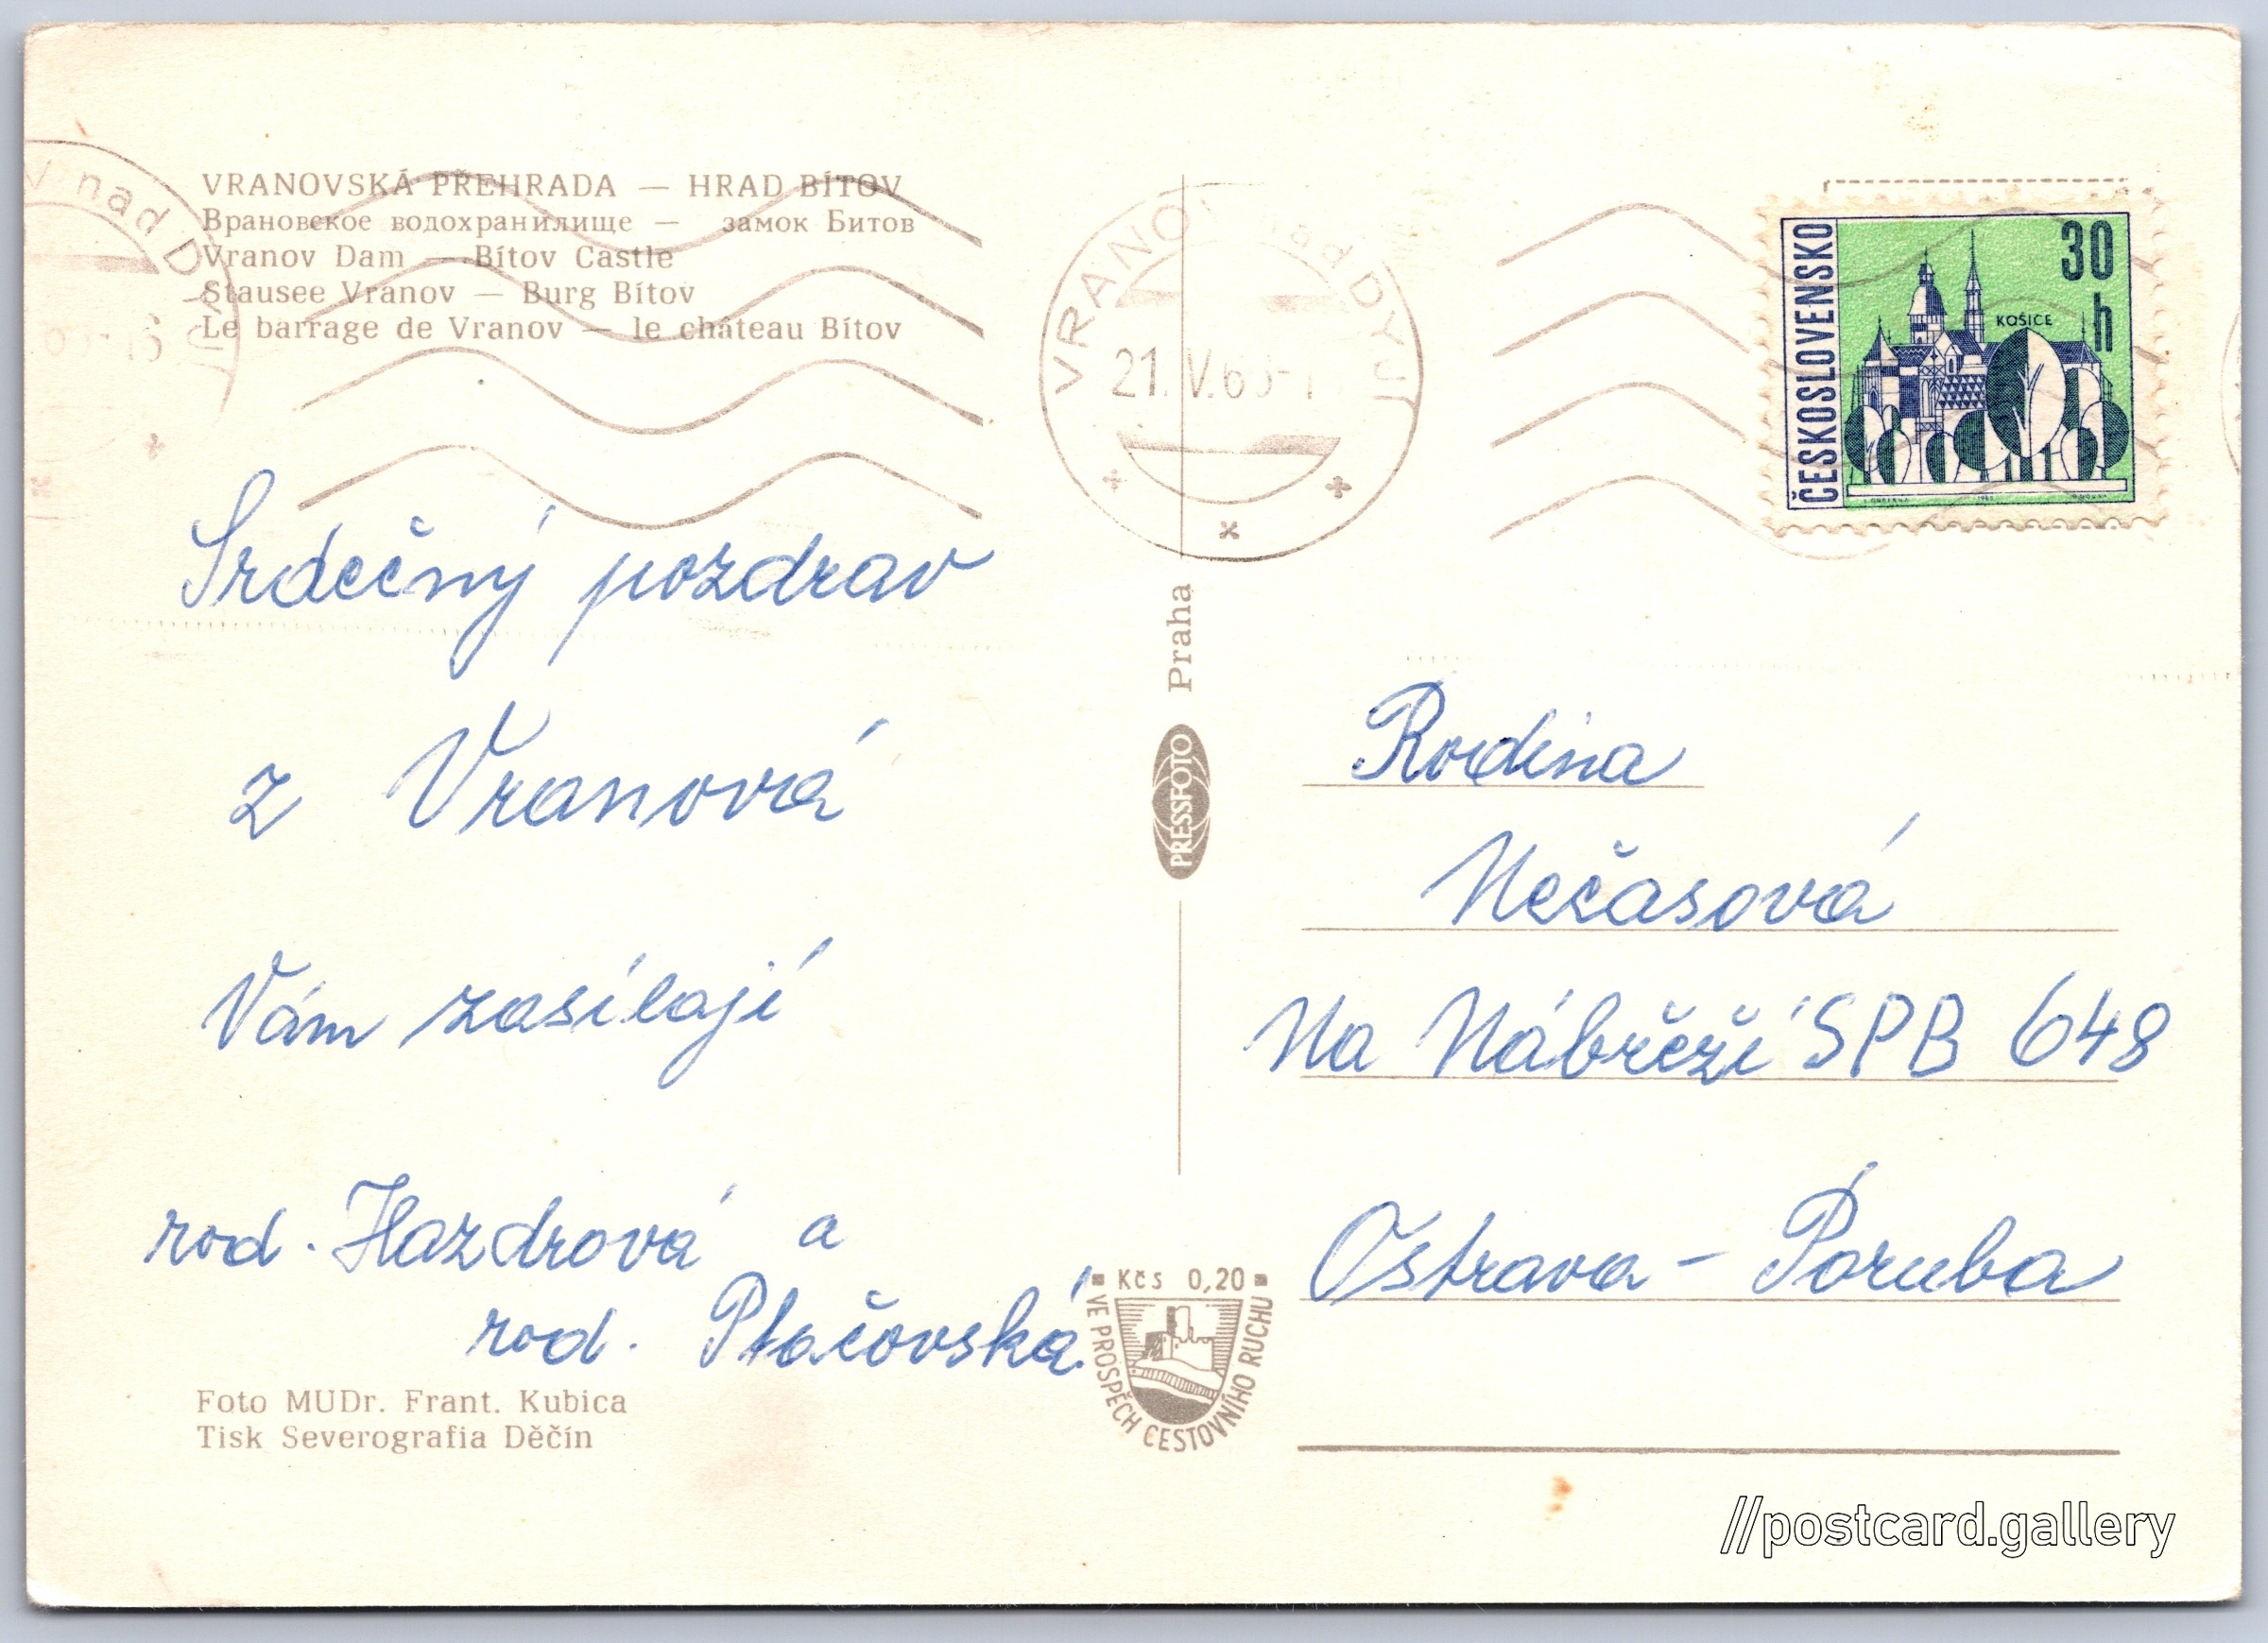 VRANOVSKÁ PŘEHRADA — HRAD BÍTOV
Врановское водохранилище — замок Битов
Vranov Dam — Bítov Castle
Stausee Vranov — Burg Bítov
Le barrage de Vranov — le château Bítov
nad D
VRANOV nad DYJÍ
21. V. 6
ČESKOSLOVENSKO
30
h
KOŠICE
Srdečný pozdrav
z Vranová
Vám zasílají
rod. Hazdrová a
rod. Ptačovská
Foto MUDr. Frant. Kubica
Tisk Severografia Děčín
PRESSFOTO Praha
Kčs 0,20
VE PROSPĚCH CESTOVNÍHO RUCHU
Rodina
Nečasová
Na Nábřeží SPB 648
Ostrava - Poruba
//postcard.gallery